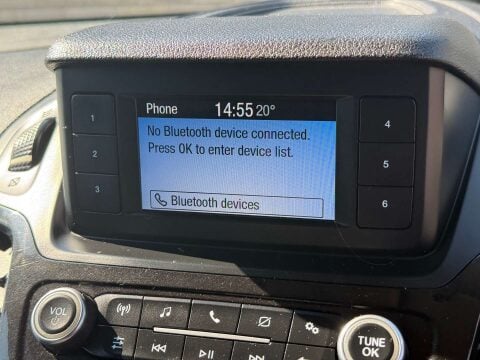 Phone 14:55 20°
No Bluetooth device connected.
Press OK to enter device list.
Bluetooth devices
1
2
3
4
5
6
VOL
TUNE
OK